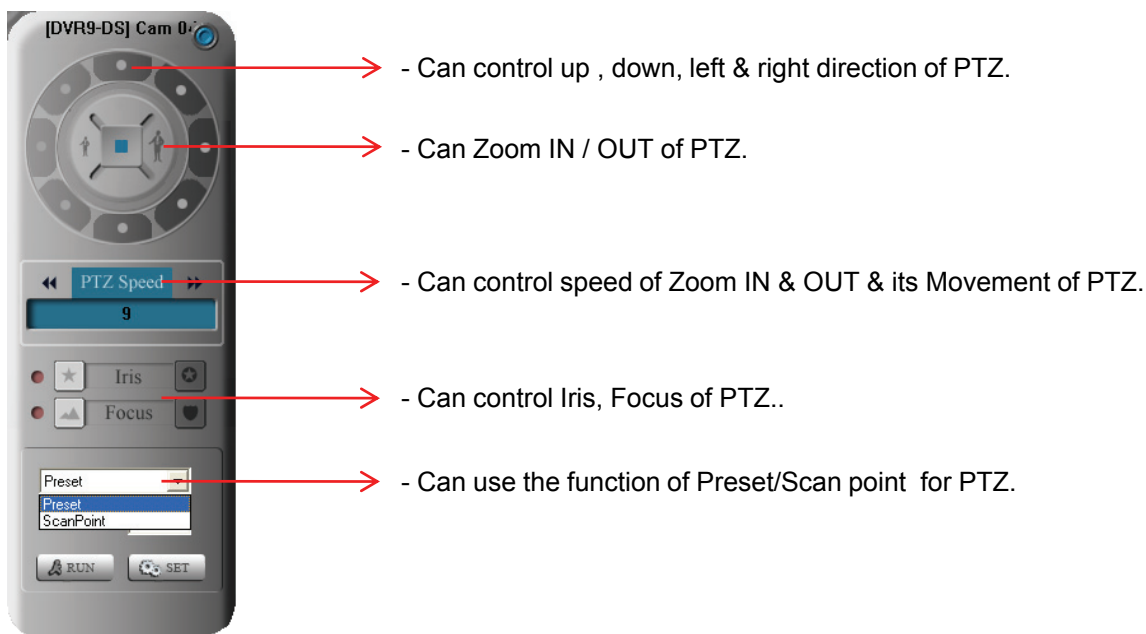 [DVR9-DS] Cam 04
- Can control up , down, left & right direction of PTZ.
- Can Zoom IN / OUT of PTZ.
PTZ Speed
- Can control speed of Zoom IN & OUT & its Movement of PTZ.
9
Iris
Focus
- Can control Iris, Focus of PTZ..
Preset
- Can use the function of Preset/Scan point for PTZ.
Preset
ScanPoint
RUN
SET